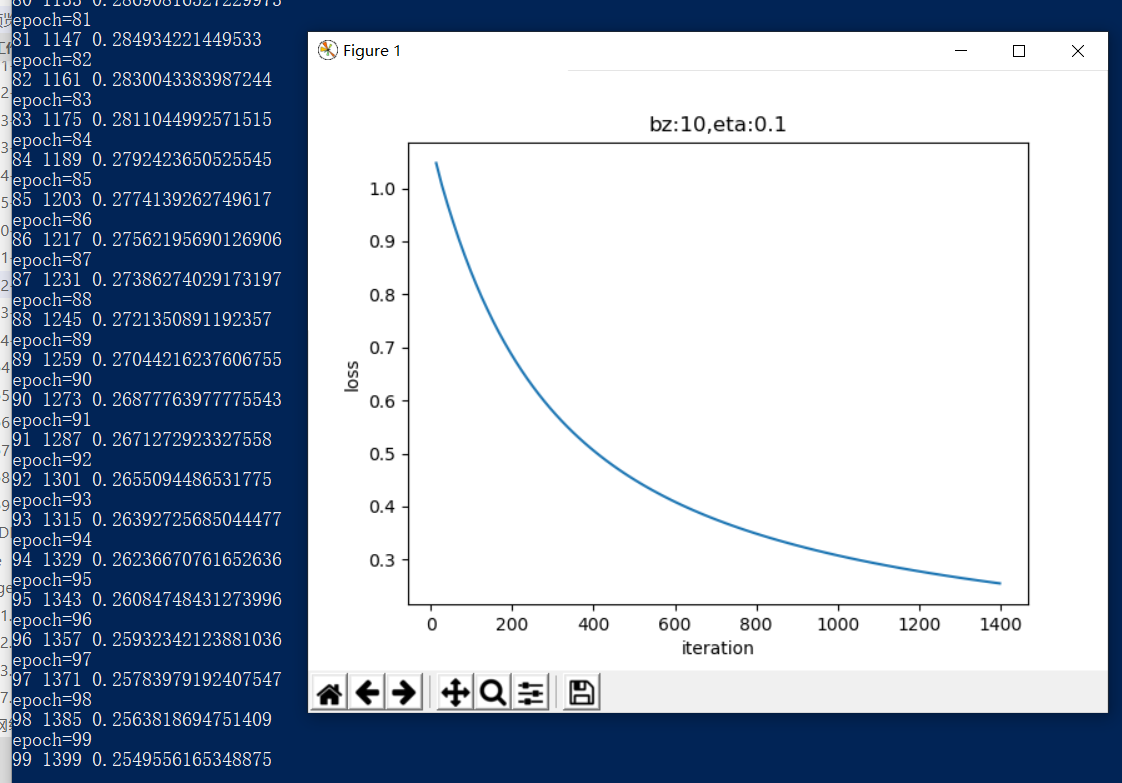 epoch=81
81 1147 0.284934221449533
epoch=82
82 1161 0.2830043383987244
epoch=83
83 1175 0.2811044992571515
epoch=84
84 1189 0.2792423650525545
epoch=85
85 1203 0.2774139262749617
epoch=86
86 1217 0.27562195690126906
epoch=87
87 1231 0.27386274029173197
epoch=88
88 1245 0.2721350891192357
epoch=89
89 1259 0.27044216237606755
epoch=90
90 1273 0.26877763977775543
epoch=91
91 1287 0.2671272923327558
epoch=92
92 1301 0.2655094486531775
epoch=93
93 1315 0.26392725685044477
epoch=94
94 1329 0.26236670761652636
epoch=95
95 1343 0.26084748431273996
epoch=96
96 1357 0.25932342123881036
epoch=97
97 1371 0.25783979192407547
epoch=98
98 1385 0.2563818694751409
epoch=99
99 1399 0.2549556165348875
Figure 1
bz:10,eta:0.1
1.0
0.9
0.8
0.7
0.6
0.5
0.4
0.3
loss
0 200 400 600 800 1000 1200 1400
iteration